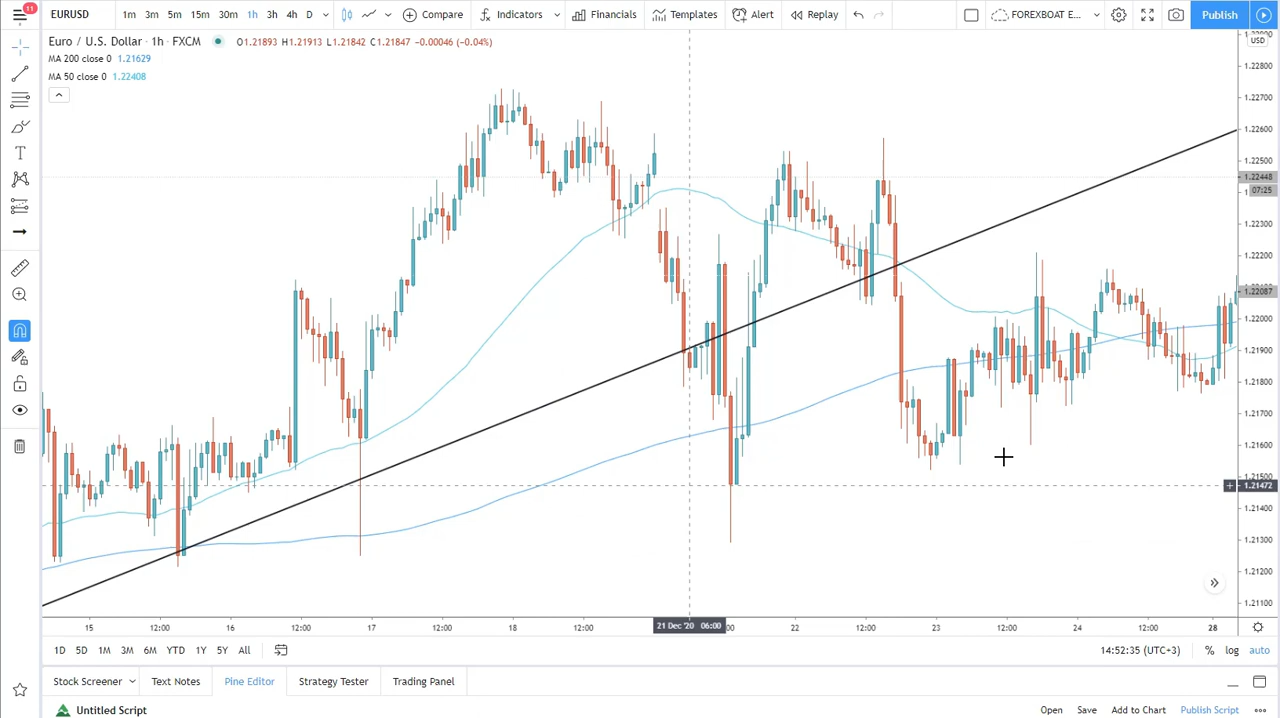 11
EURUSD 1m 3m 5m 15m 30m 1h 3h 4h D Compare Indicators Financials Templates Alert Replay FOREXBOAT E... Publish
Euro / U.S. Dollar · 1h · FXCM O1.21893 H1.21913 L1.21842 C1.21847 −0.00046 (−0.04%)
MA 200 close 0 1.21629
MA 50 close 0 1.22408
USD
1.22800
1.22700
1.22600
1.22500
1.22448
07:25
1.22300
1.22200
1.22087
1.22000
1.21900
1.21800
1.21700
1.21600
1.21472
1.21400
1.21300
1.21200
1.21100
15 12:00 16 12:00 17 12:00 18 12:00 21 Dec '20 06:00 :00 22 12:00 23 12:00 24 12:00 28
1D 5D 1M 3M 6M YTD 1Y 5Y All 14:52:35 (UTC+3) % log auto
Stock Screener Text Notes Pine Editor Strategy Tester Trading Panel
Untitled Script Open Save Add to Chart Publish Script